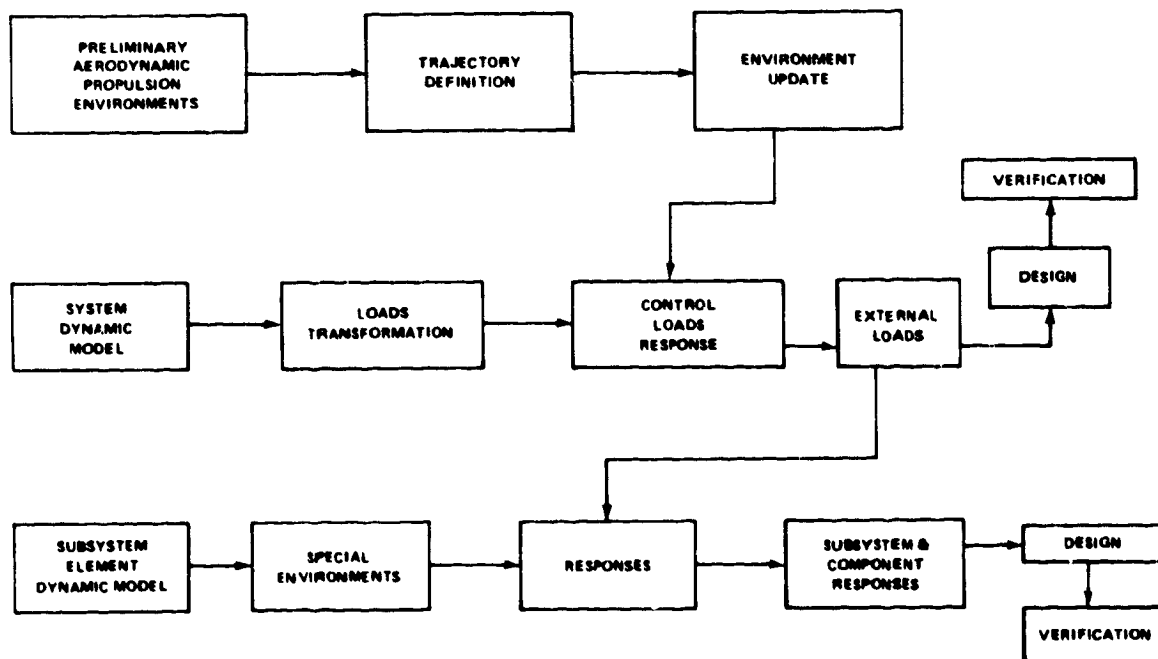 PRELIMINARY
AERODYNAMIC
PROPULSION
ENVIRONMENTS
TRAJECTORY
DEFINITION
ENVIRONMENT
UPDATE
VERIFICATION
DESIGN
SYSTEM
DYNAMIC
MODEL
LOADS
TRANSFORMATION
CONTROL
LOADS
RESPONSE
EXTERNAL
LOADS
SUBSYSTEM
ELEMENT
DYNAMIC MODEL
SPECIAL
ENVIRONMENTS
RESPONSES
SUBSYSTEM &
COMPONENT
RESPONSES
DESIGN
VERIFICATION